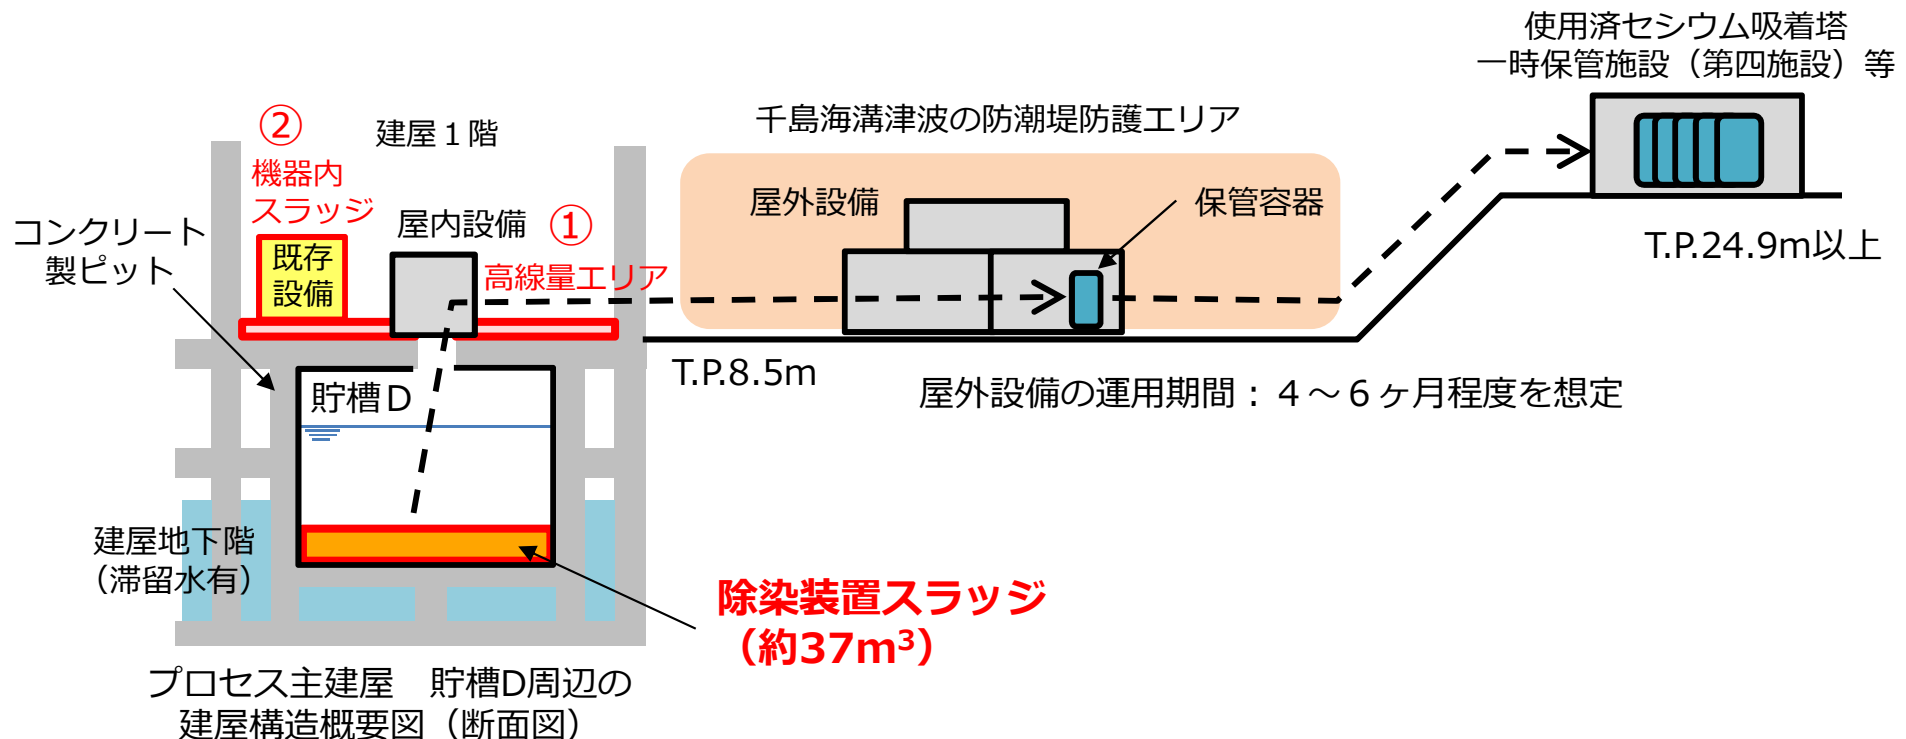 使用済セシウム吸着塔
一時保管施設（第四施設）等
②
建屋１階
千島海溝津波の防潮堤防護エリア
機器内
スラッジ
屋内設備
①
屋外設備
保管容器
コンクリート
製ピット
既存
設備
高線量エリア
T.P.24.9m以上
T.P.8.5m
貯槽D
屋外設備の運用期間：４～６ヶ月程度を想定
建屋地下階
（滞留水有）
除染装置スラッジ
（約37m³）
プロセス主建屋　貯槽D周辺の
建屋構造概要図（断面図）